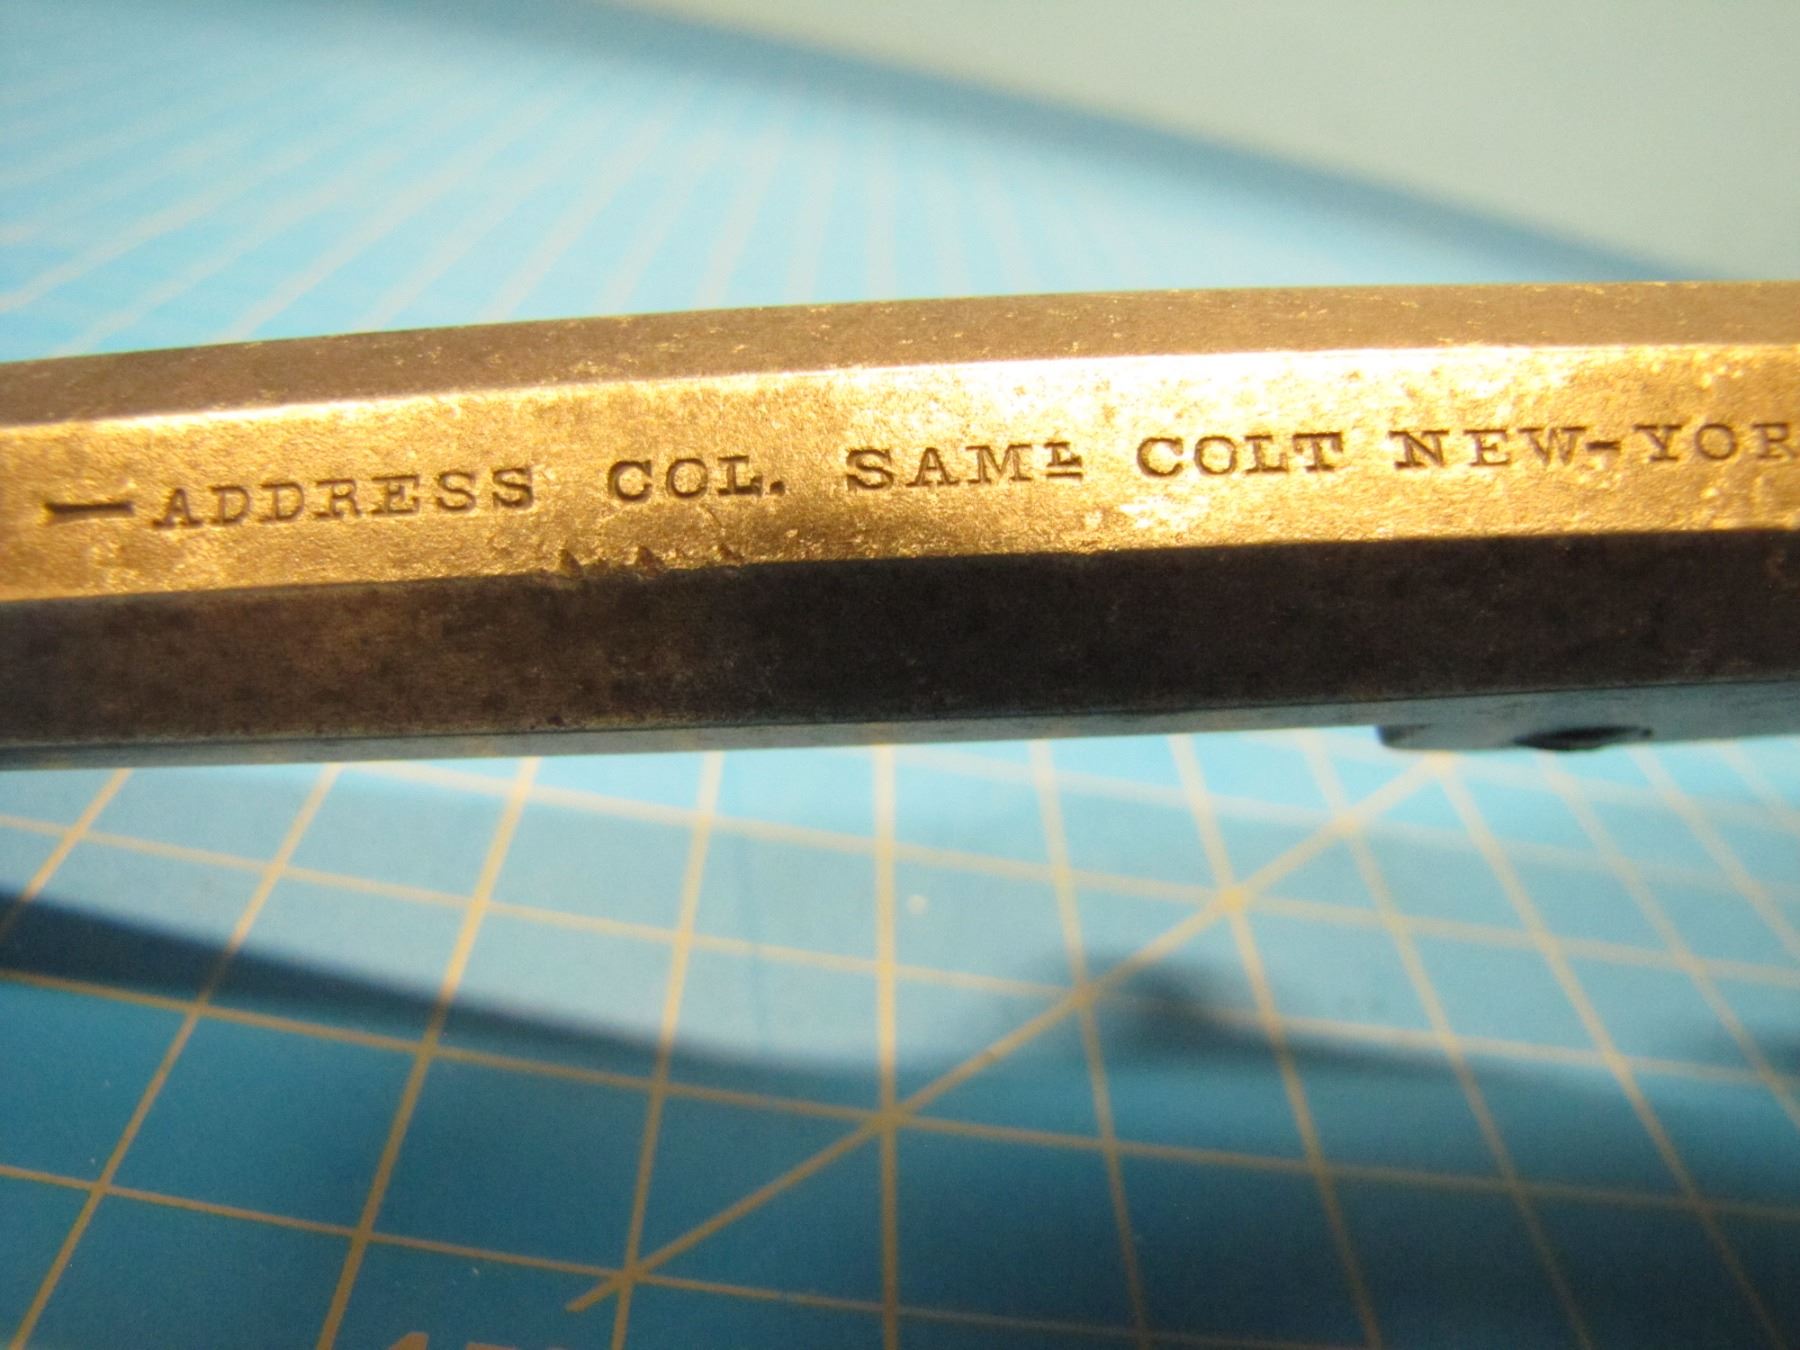 —ADDRESS COL. SAMᴸ COLT NEW-YOR